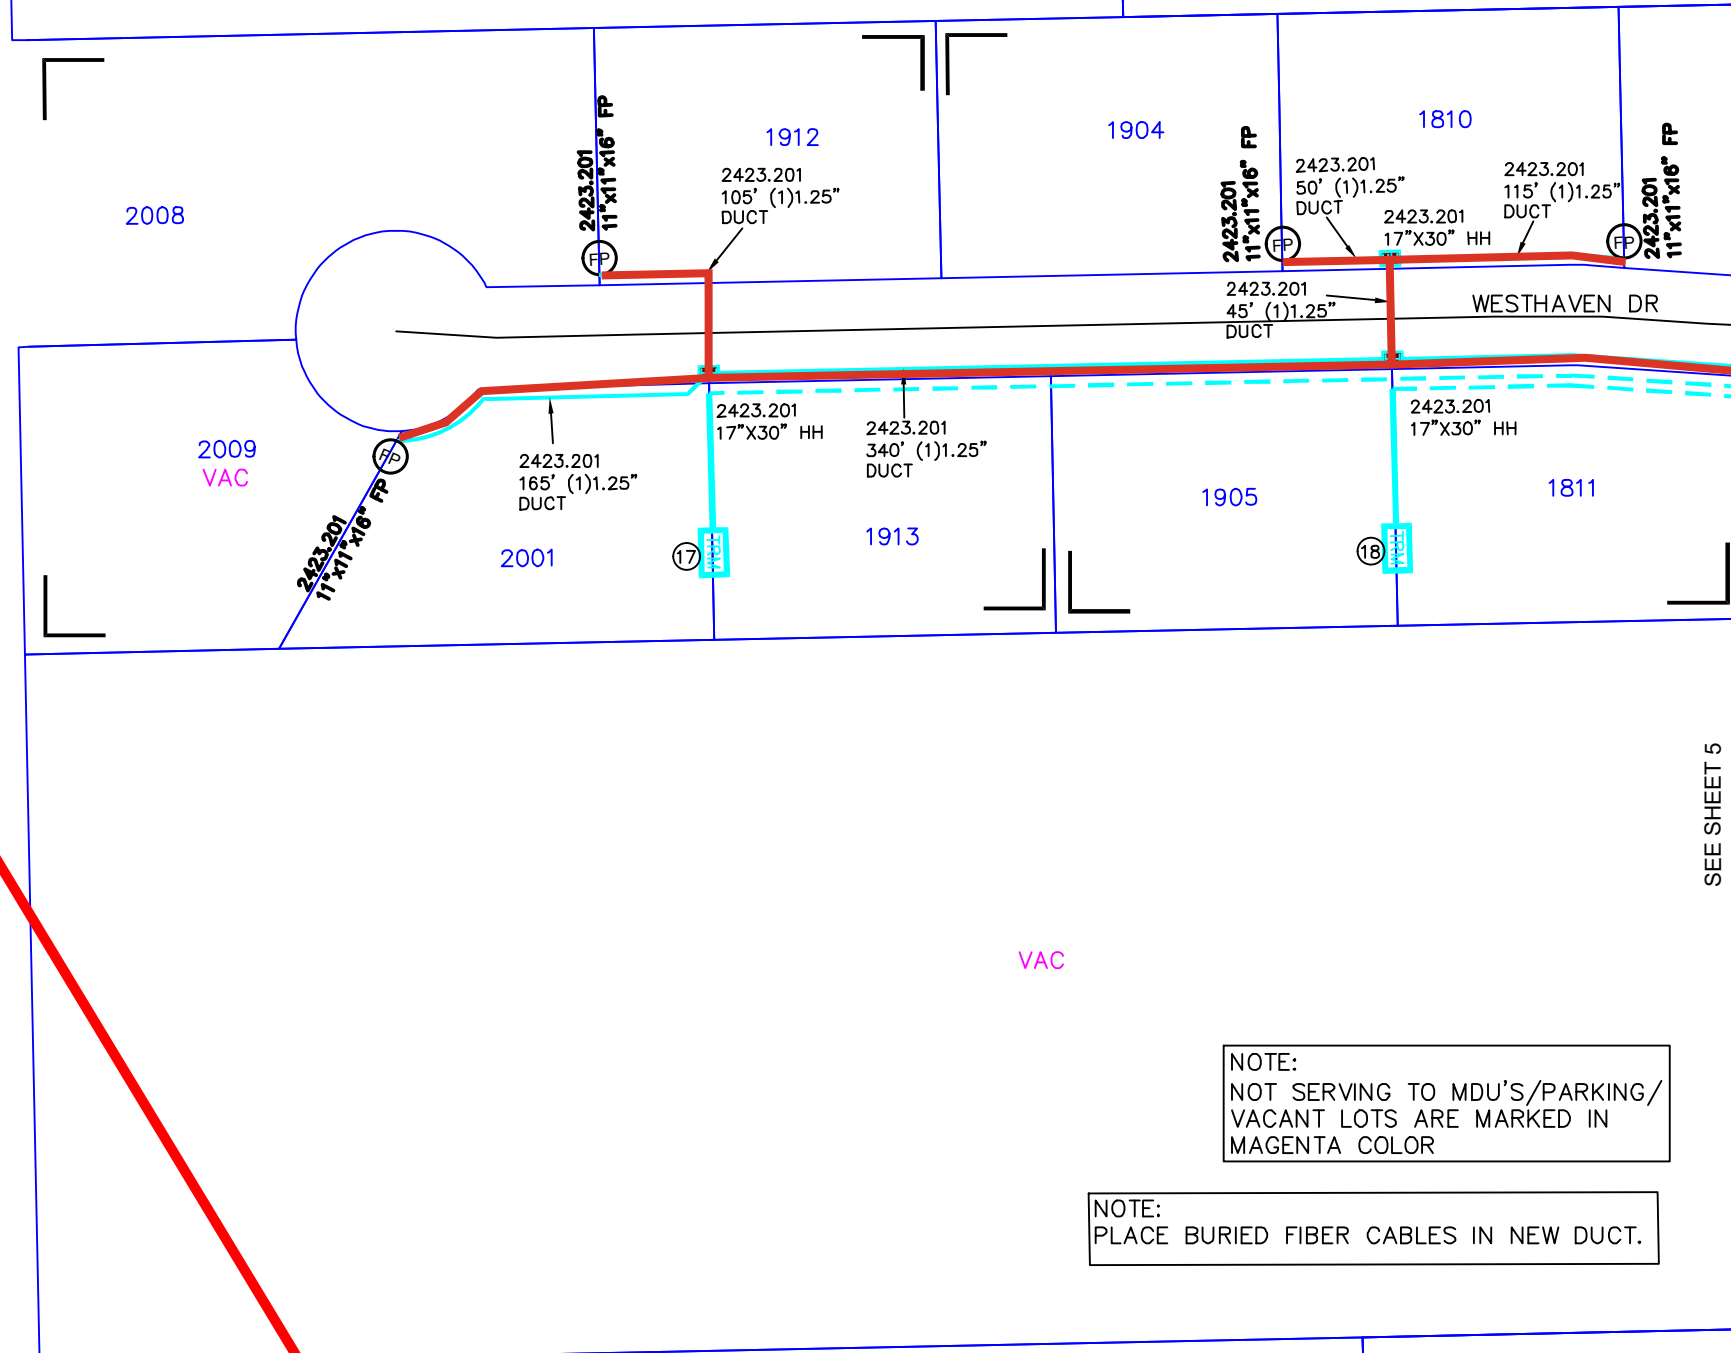 2008
1912
1904
1810
2423.201
11"x11"x16" FP
FP
2423.201
105' (1)1.25"
DUCT
2423.201
11"x11"x16" FP
FP
2423.201
50' (1)1.25"
DUCT
2423.201
17"X30" HH
2423.201
115' (1)1.25"
DUCT
2423.201
11"x11"x16" FP
FP
2423.201
45' (1)1.25"
DUCT
WESTHAVEN DR
2009
VAC
FP
2423.201
11"x11"x16" FP
2423.201
165' (1)1.25"
DUCT
2001
2423.201
17"X30" HH
17
TRM
2423.201
340' (1)1.25"
DUCT
1913
1905
2423.201
17"X30" HH
18
TRM
1811
SEE SHEET 5
VAC
NOTE:
NOT SERVING TO MDU'S/PARKING/
VACANT LOTS ARE MARKED IN
MAGENTA COLOR
NOTE:
PLACE BURIED FIBER CABLES IN NEW DUCT.